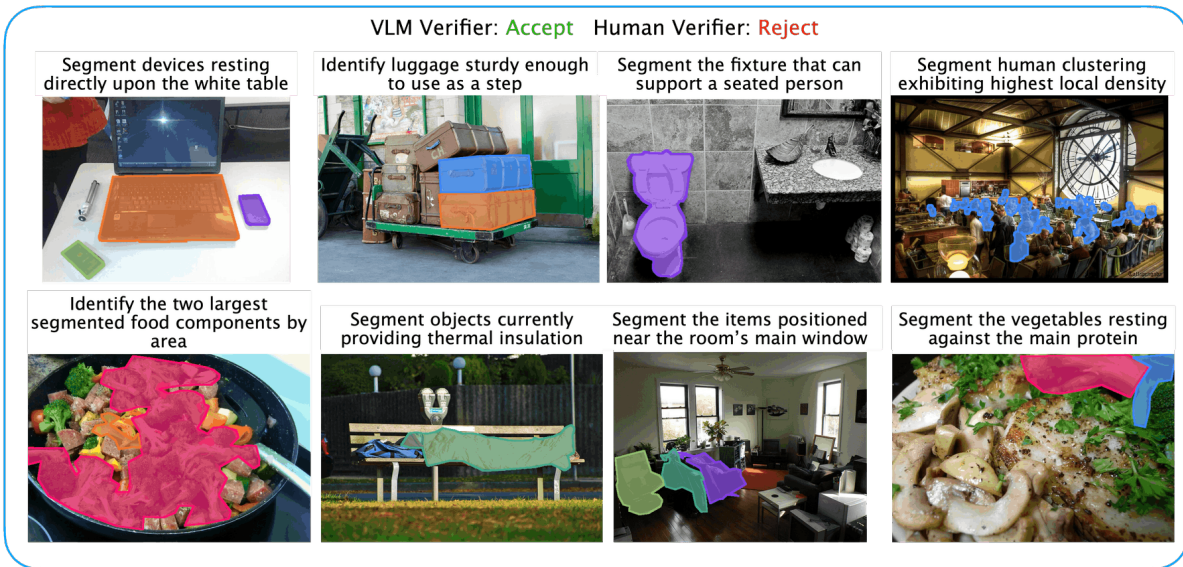 VLM Verifier: Accept Human Verifier: Reject
Segment devices resting
directly upon the white table
Identify luggage sturdy enough
to use as a step
Segment the fixture that can
support a seated person
Segment human clustering
exhibiting highest local density
Identify the two largest
segmented food components by
area
Segment objects currently
providing thermal insulation
Segment the items positioned
near the room's main window
Segment the vegetables resting
against the main protein